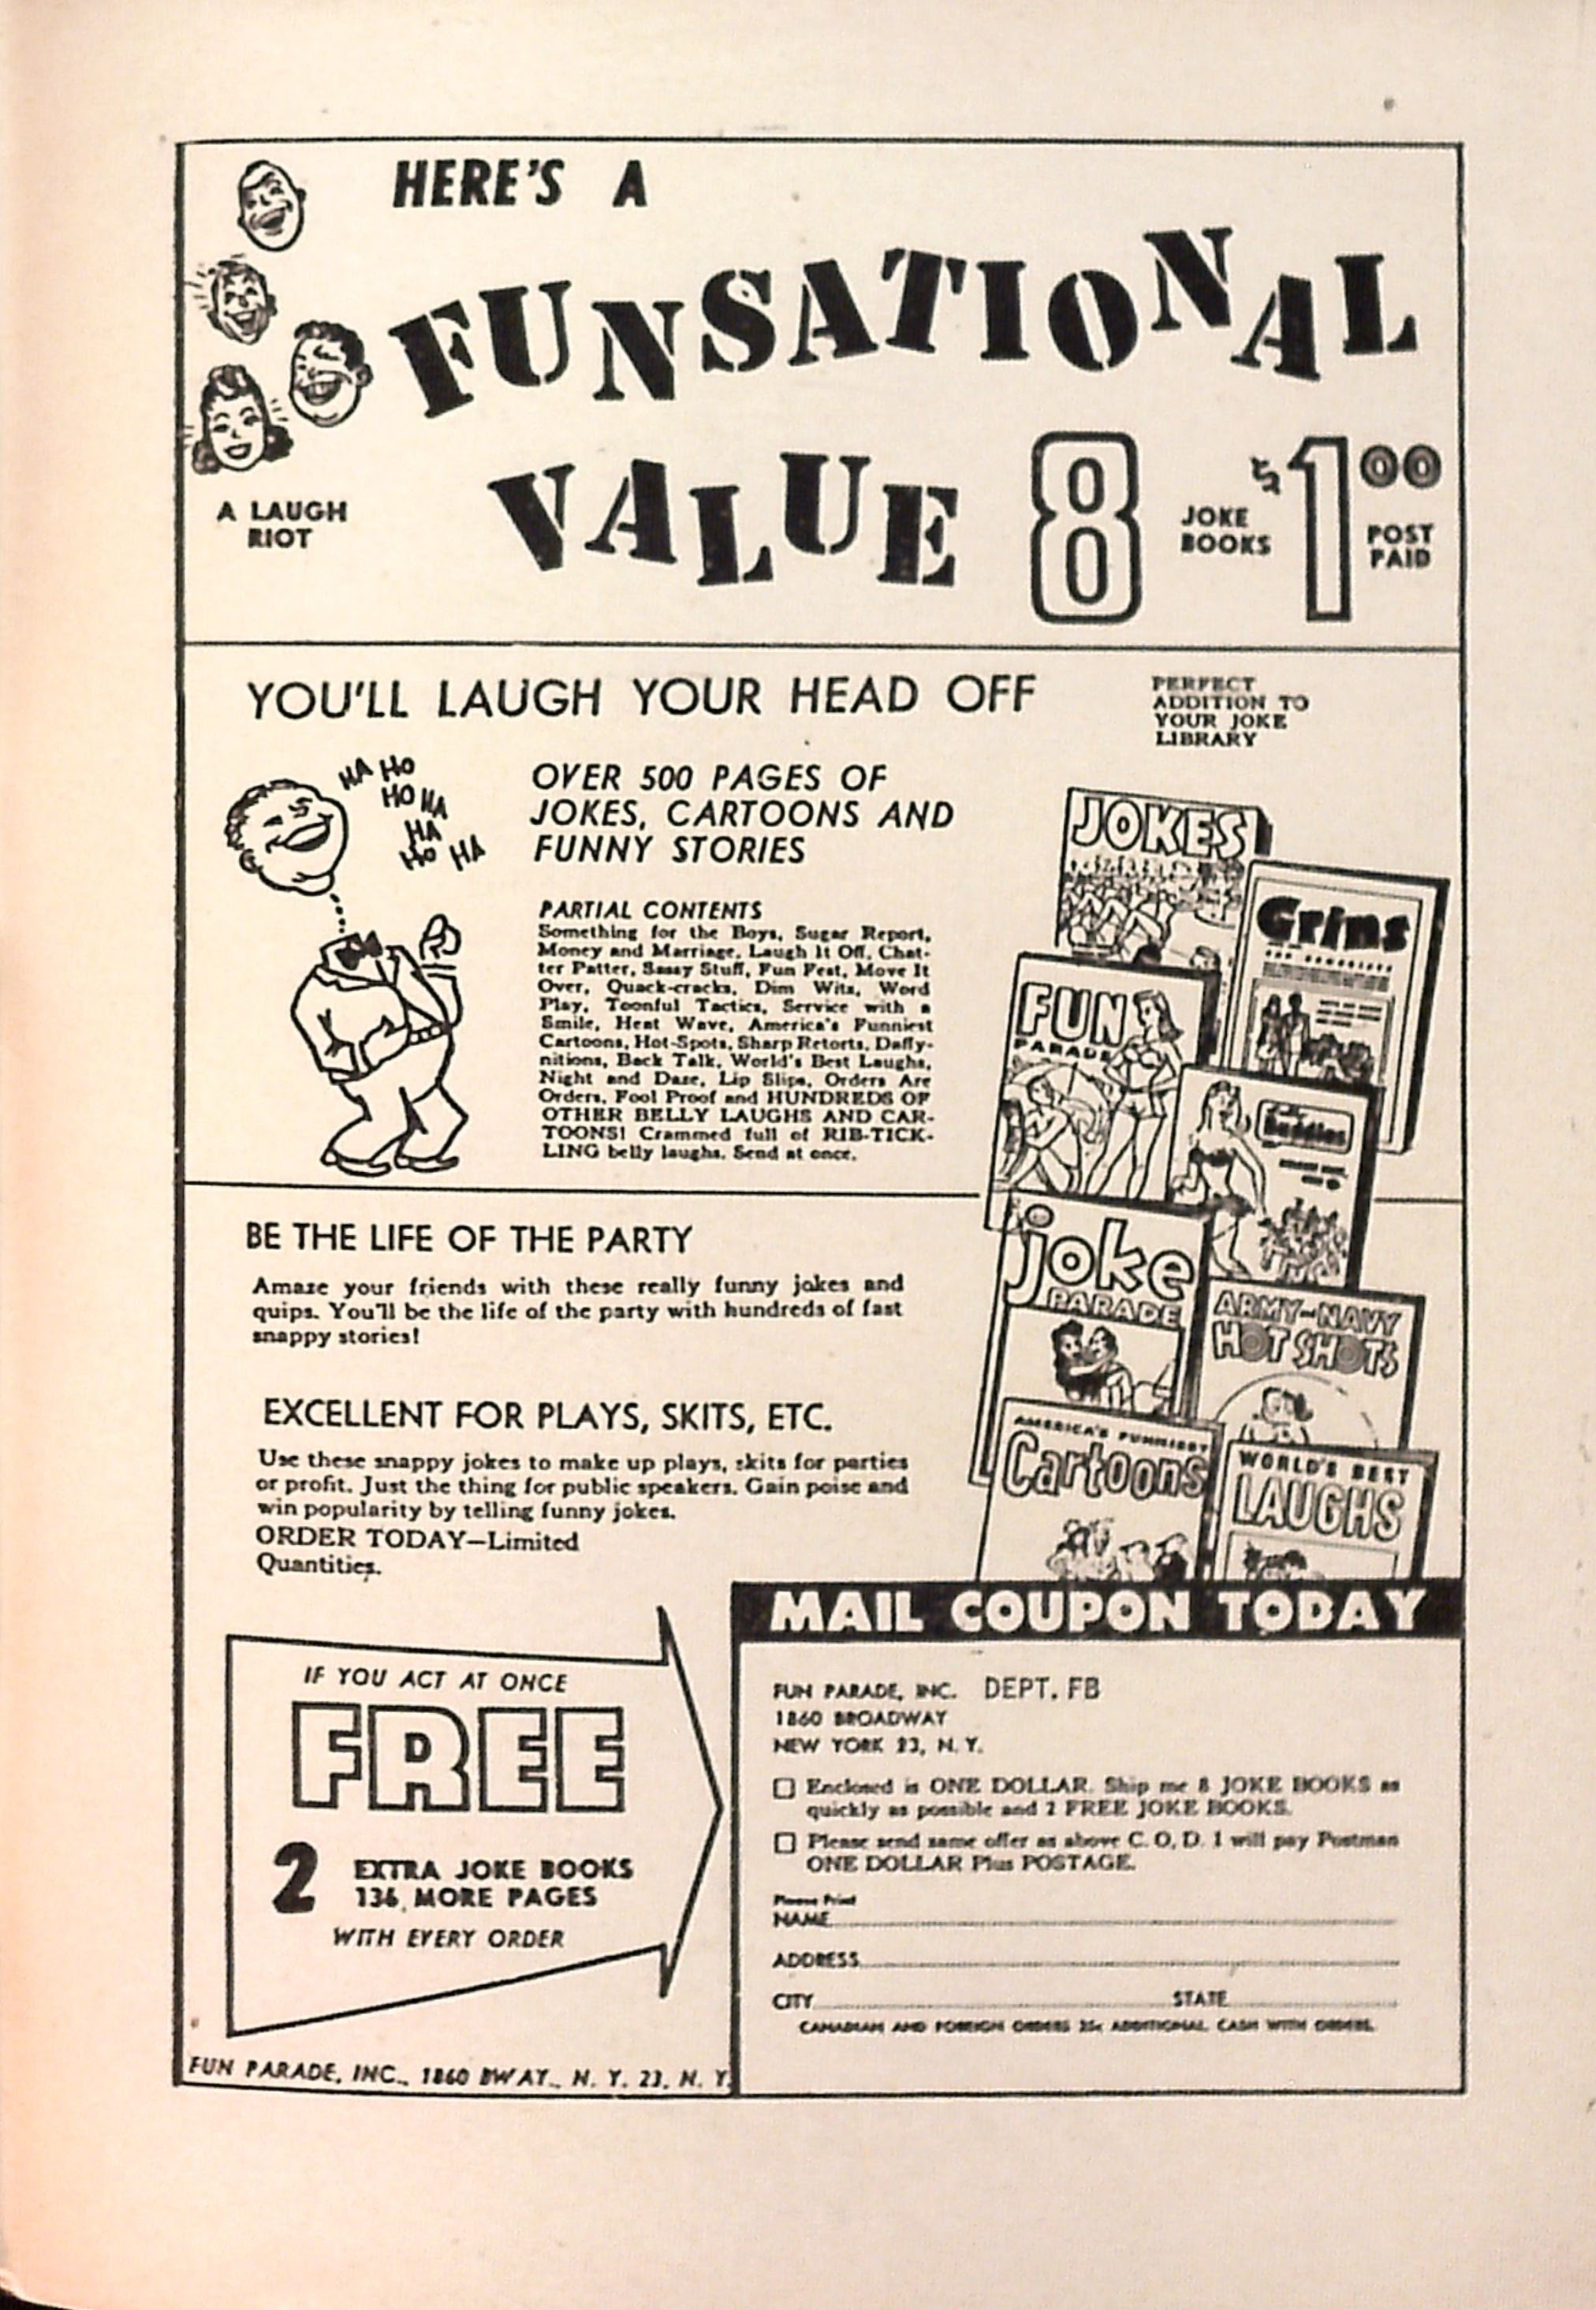 HERE'S A
FUNSATIONAL
VALUE 8 JOKE BOOKS $1.00 POST PAID
A LAUGH
RIOT
YOU'LL LAUGH YOUR HEAD OFF
PERFECT
ADDITION TO
YOUR JOKE
LIBRARY
HA HO
HO HA
HA
HO HA
OVER 500 PAGES OF
JOKES, CARTOONS AND
FUNNY STORIES
PARTIAL CONTENTS
Something for the Boys, Sugar Report,
Money and Marriage, Laugh It Off, Chat-
ter Patter, Sassy Stuff, Fun Fest, Move It
Over, Quack-cracks, Dim Wits, Word
Play, Toonful Tactics, Service with a
Smile, Heat Wave, America's Funniest
Cartoons, Hot-Spots, Sharp Retorts, Daffy-
nitions, Back Talk, World's Best Laughs,
Night and Daze, Lip Slips, Orders Are
Orders, Fool Proof and HUNDREDS OF
OTHER BELLY LAUGHS AND CAR-
TOONS! Crammed full of RIB-TICK-
LING belly laughs. Send at once.
JOKES
Grins
FUN
PARADE
joke
PARADE
ARMY-NAVY
HOT SHOTS
AMERICA'S FUNNIEST
Cartoons
WORLD'S BEST
LAUGHS
BE THE LIFE OF THE PARTY
Amaze your friends with these really funny jokes and
quips. You'll be the life of the party with hundreds of fast
snappy stories!
EXCELLENT FOR PLAYS, SKITS, ETC.
Use these snappy jokes to make up plays, skits for parties
or profit. Just the thing for public speakers. Gain poise and
win popularity by telling funny jokes.
ORDER TODAY—Limited
Quantities.
IF YOU ACT AT ONCE
FREE
2 EXTRA JOKE BOOKS
136 MORE PAGES
WITH EVERY ORDER
FUN PARADE, INC., 1860 BWAY., N. Y. 23, N. Y.
MAIL COUPON TODAY
FUN PARADE, INC. DEPT. FB
1860 BROADWAY
NEW YORK 23, N. Y.
Enclosed is ONE DOLLAR. Ship me 8 JOKE BOOKS as
quickly as possible and 2 FREE JOKE BOOKS.
Please send same offer as above C. O. D. I will pay Postman
ONE DOLLAR Plus POSTAGE.
Please Print
NAME
ADDRESS
CITY STATE
CANADIAN AND FOREIGN ORDERS 25c ADDITIONAL CASH WITH ORDERS.